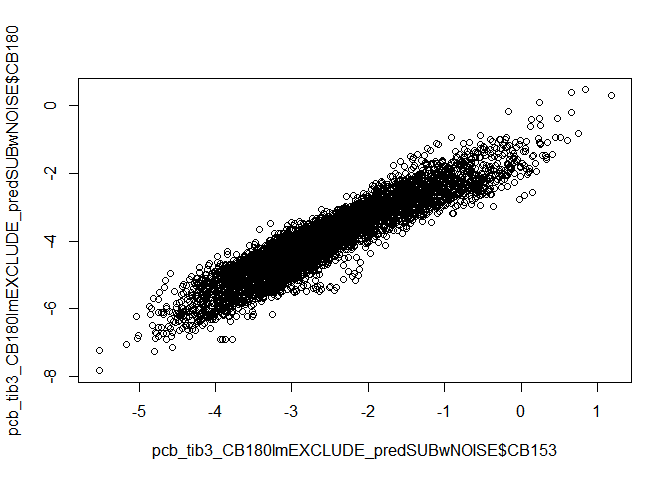 pcb_tib3_CB180lmEXCLUDE_predSUBwNOISE$CB180
0
-2
-4
-6
-8
-5 -4 -3 -2 -1 0 1
pcb_tib3_CB180lmEXCLUDE_predSUBwNOISE$CB153